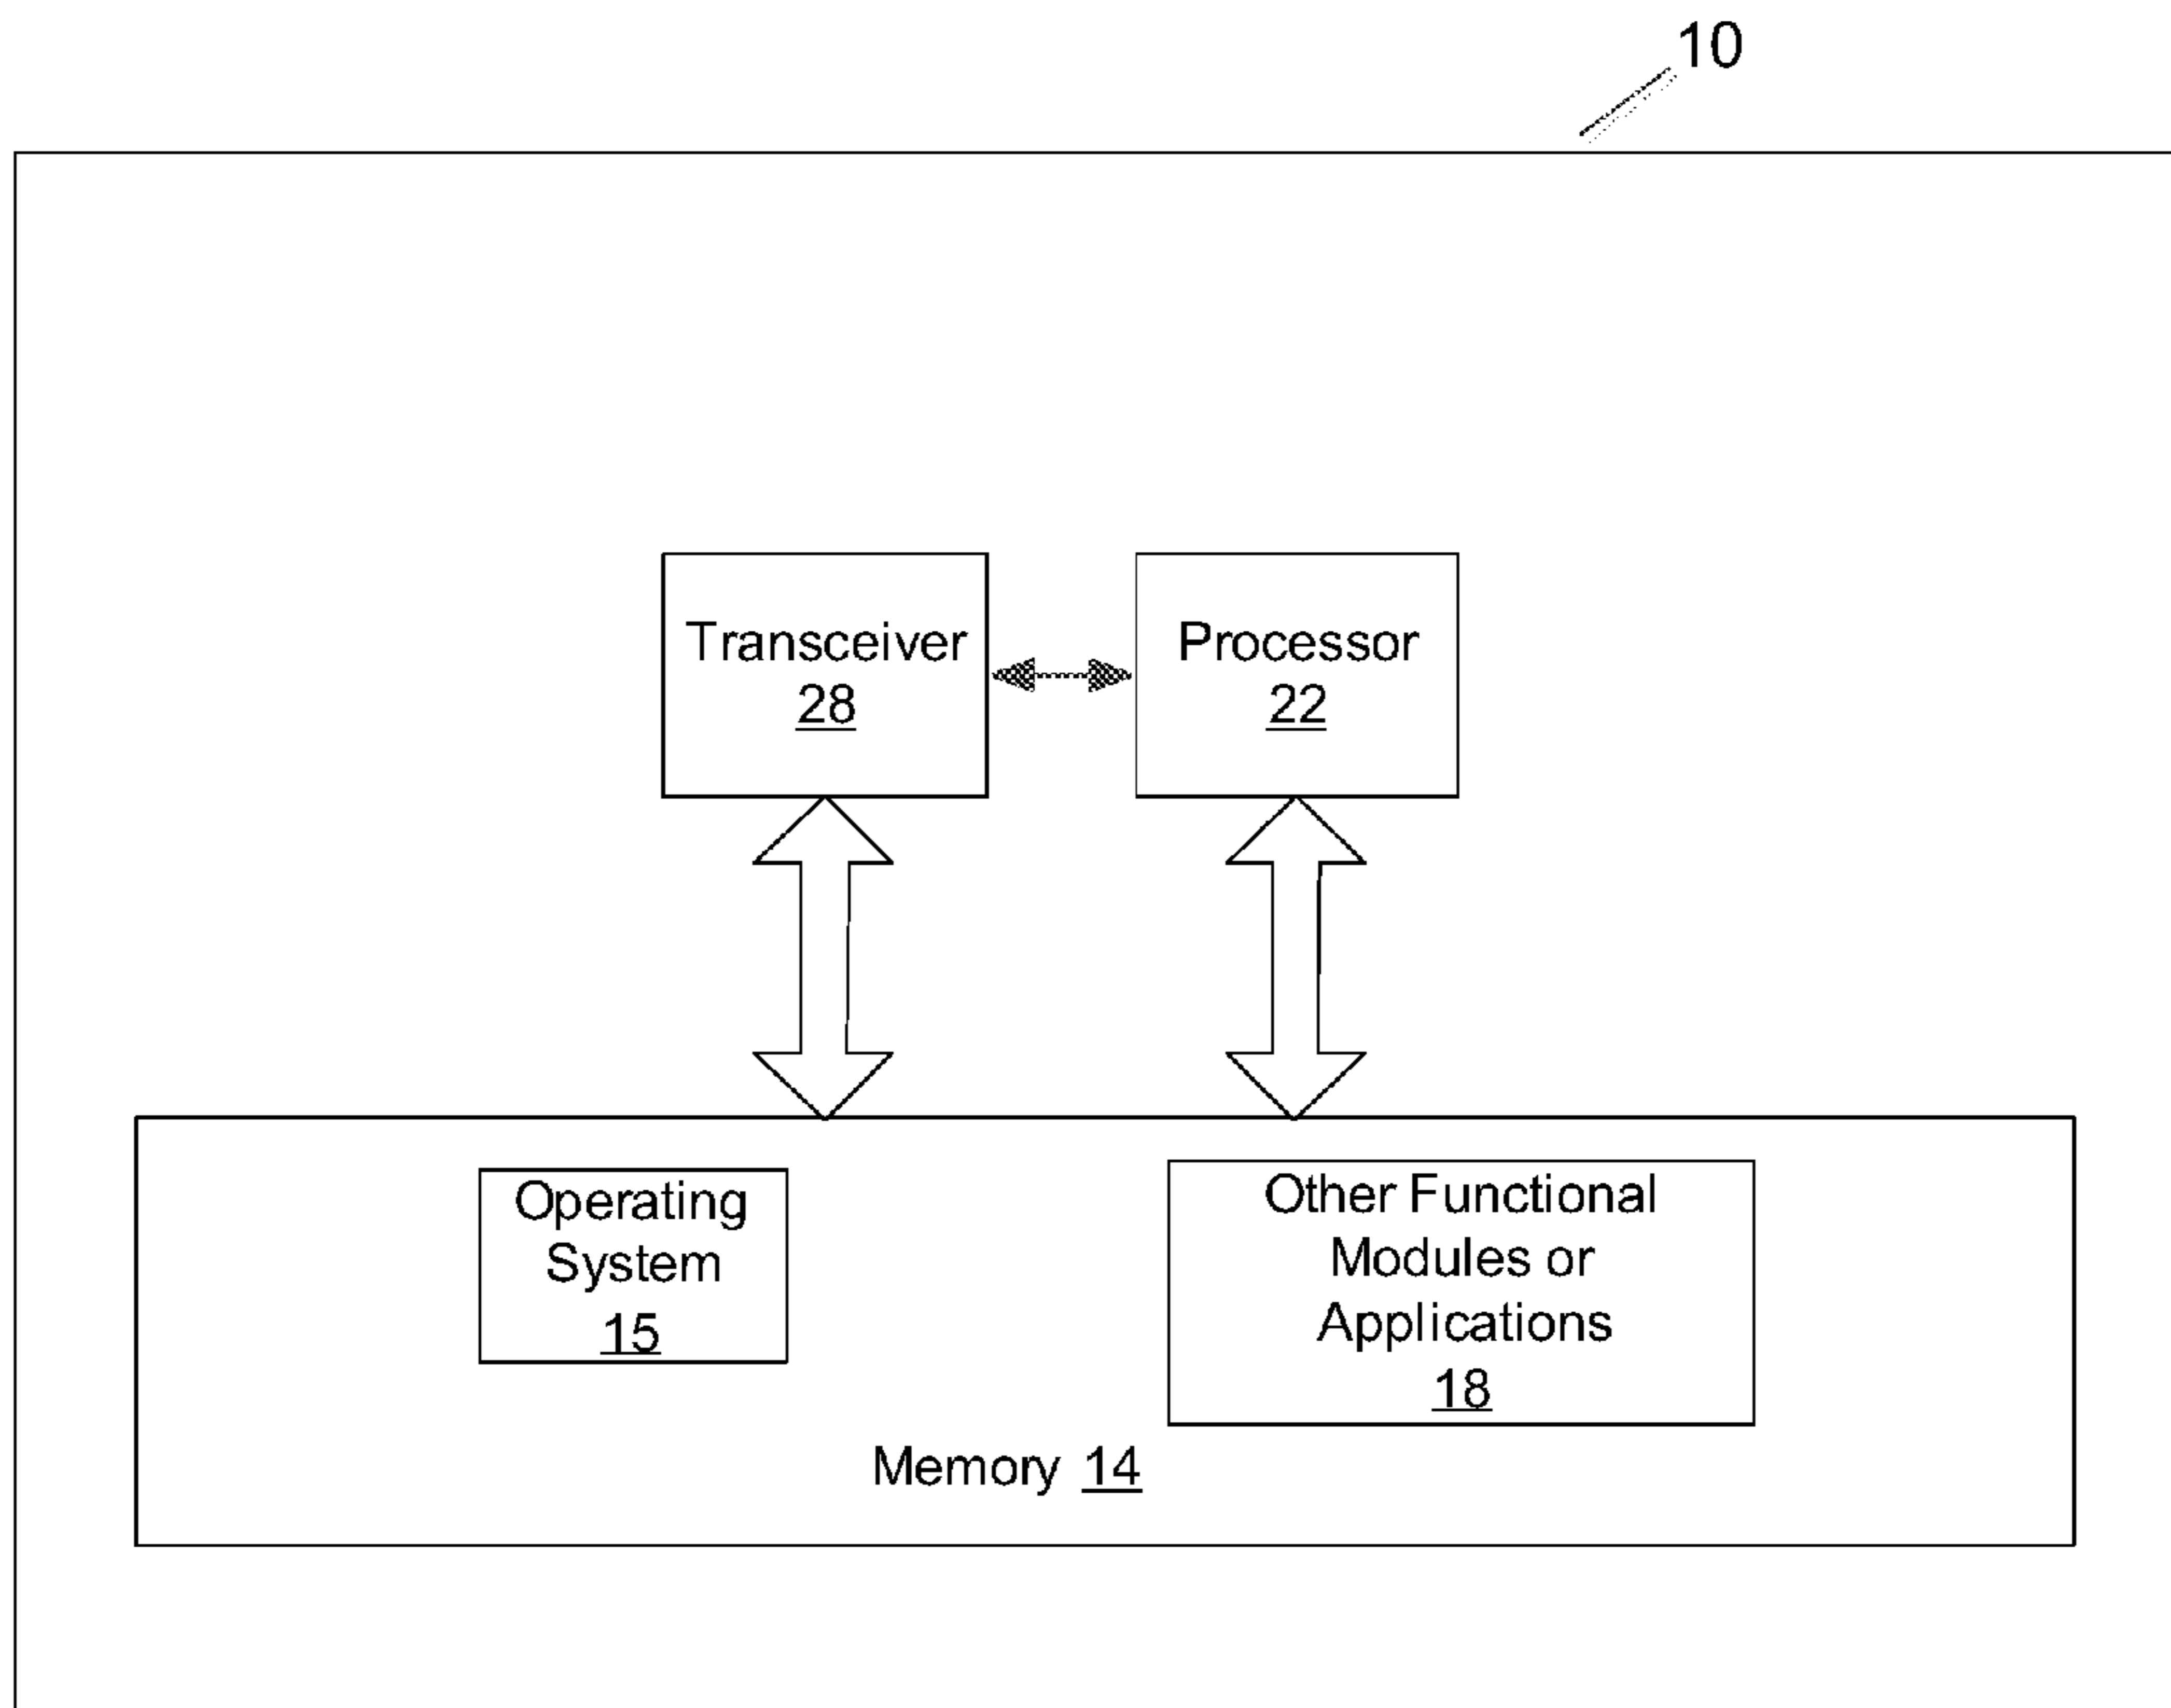 10
Transceiver
28
Processor
22
Operating
System
15
Other Functional
Modules or
Applications
18
Memory 14